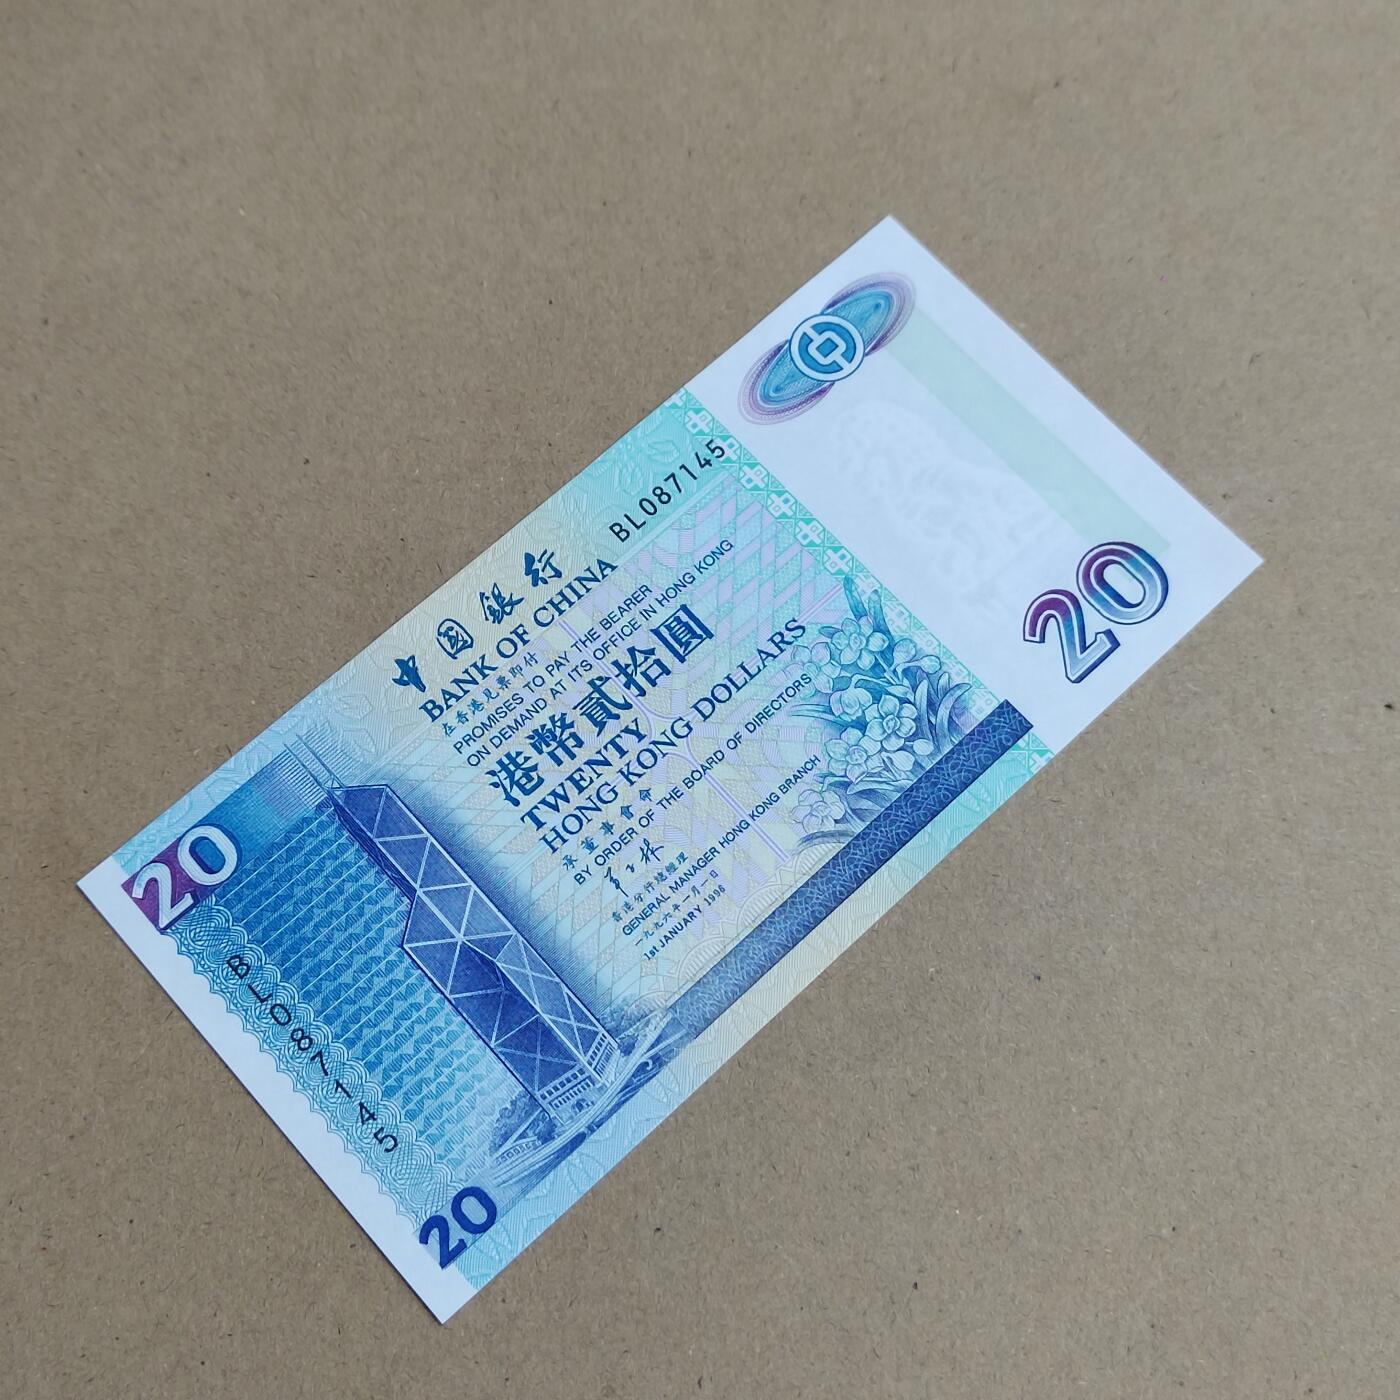 中國銀行
BANK OF CHINA
BL087145
在香港見票即付
PROMISES TO PAY THE BEARER
ON DEMAND AT ITS OFFICE IN HONG KONG
港幣貳拾圓
TWENTY
HONG KONG DOLLARS
承董事會命
BY ORDER OF THE BOARD OF DIRECTORS
香港分行總經理
GENERAL MANAGER HONG KONG BRANCH
一九九六年一月一日
1st JANUARY 1996
20
20
BL087145
20